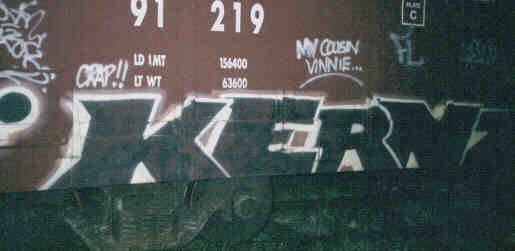 91 219
PLATE
C
LD LMT 156400
LT WT 63600
CRAP!!
MY COUSIN
VINNIE...
KERN